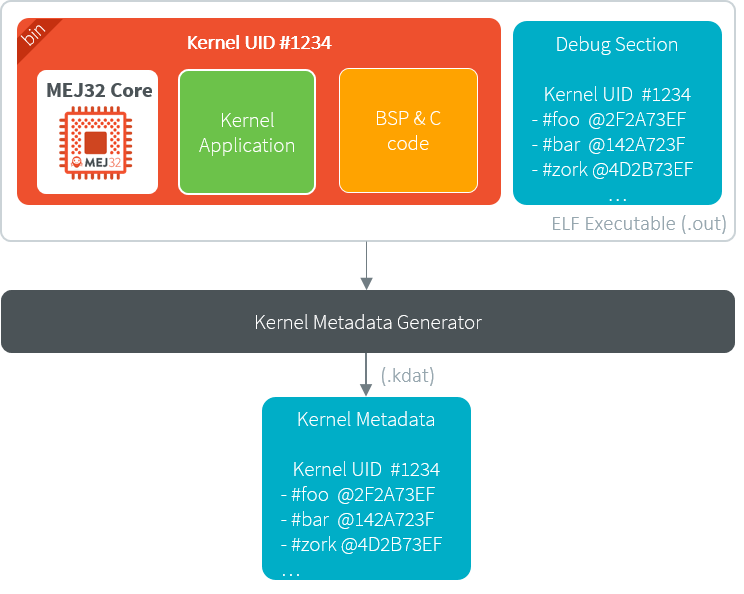 bin
Kernel UID #1234
MEJ32 Core
MEJ32
Kernel
Application
BSP & C
code
Debug Section
Kernel UID #1234
- #foo @2F2A73EF
- #bar @142A723F
- #zork @4D2B73EF
...
ELF Executable (.out)
Kernel Metadata Generator
(.kdat)
Kernel Metadata
Kernel UID #1234
- #foo @2F2A73EF
- #bar @142A723F
- #zork @4D2B73EF
...